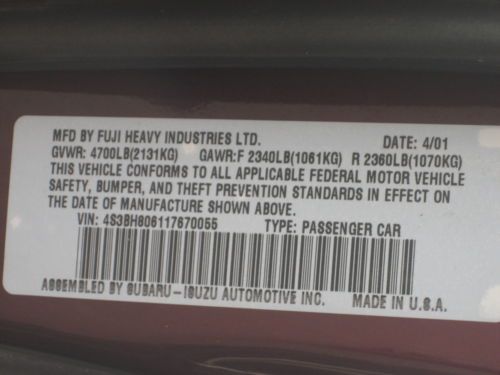 MFD BY FUJI HEAVY INDUSTRIES LTD. DATE: 4/01
GVWR: 4700LB(2131KG) GAWR:F 2340LB(1061KG) R 2360LB(1070KG)
THIS VEHICLE CONFORMS TO ALL APPLICABLE FEDERAL MOTOR VEHICLE
SAFETY, BUMPER, AND THEFT PREVENTION STANDARDS IN EFFECT ON
THE DATE OF MANUFACTURE SHOWN ABOVE.
VIN: 4S3BH806117670055 TYPE: PASSENGER CAR
ASSEMBLED BY SUBARU-ISUZU AUTOMOTIVE INC. MADE IN U.S.A.